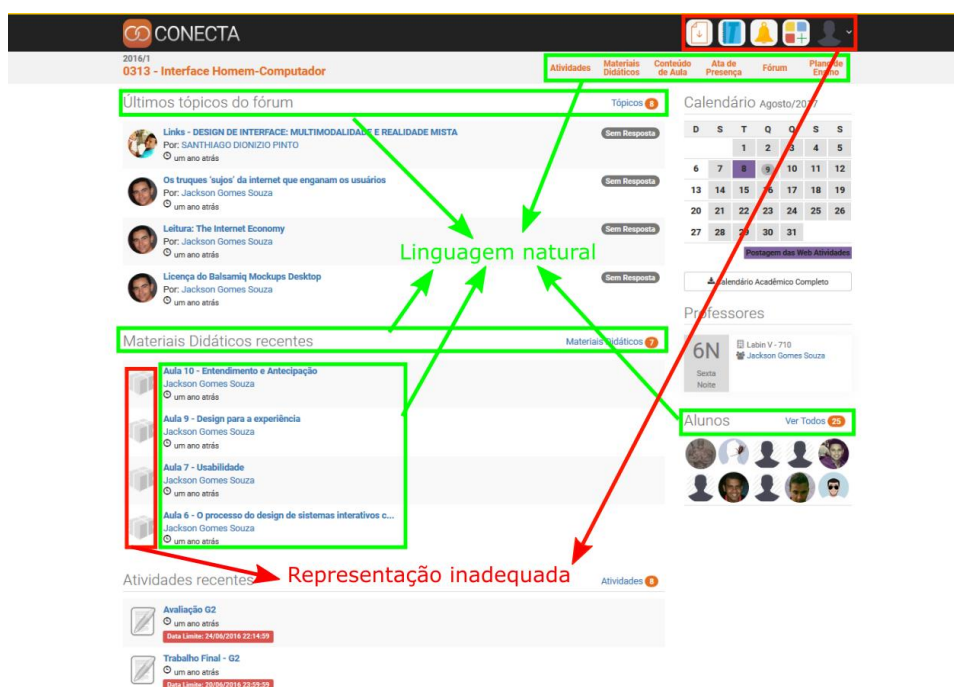 CONECTA
2016/1
0313 - Interface Homem-Computador
Atividades
Materiais Didáticos
Conteúdo de Aula
Ata de Presença
Fórum
Plano de Ensino
Últimos tópicos do fórum
Tópicos 8
Links - DESIGN DE INTERFACE: MULTIMODALIDADE E REALIDADE MISTA
Por: SANTHIAGO DIONIZIO PINTO
um ano atrás
Sem Resposta
Os truques 'sujos' da internet que enganam os usuários
Por: Jackson Gomes Souza
um ano atrás
Sem Resposta
Leitura: The Internet Economy
Por: Jackson Gomes Souza
um ano atrás
Sem Resposta
Licença do Balsamiq Mockups Desktop
Por: Jackson Gomes Souza
um ano atrás
Sem Resposta
Linguagem natural
Materiais Didáticos recentes
Materiais Didáticos 7
Aula 10 - Entendimento e Antecipação
Jackson Gomes Souza
um ano atrás
Aula 9 - Design para a experiência
Jackson Gomes Souza
um ano atrás
Aula 7 - Usabilidade
Jackson Gomes Souza
um ano atrás
Aula 6 - O processo do design de sistemas interativos c...
Jackson Gomes Souza
um ano atrás
Representação inadequada
Atividades recentes
Atividades 8
Avaliação G2
um ano atrás
Data Limite: 24/06/2016 22:14:59
Trabalho Final - G2
um ano atrás
Data Limite: 20/06/2016 23:59:59
Calendário Agosto/2017
D S T Q Q S S
1 2 3 4 5
6 7 8 9 10 11 12
13 14 15 16 17 18 19
20 21 22 23 24 25 26
27 28 29 30 31
Postagem das Web Atividades
Calendário Acadêmico Completo
Professores
6N
Sexta
Noite
Labin V - 710
Jackson Gomes Souza
Alunos
Ver Todos 25